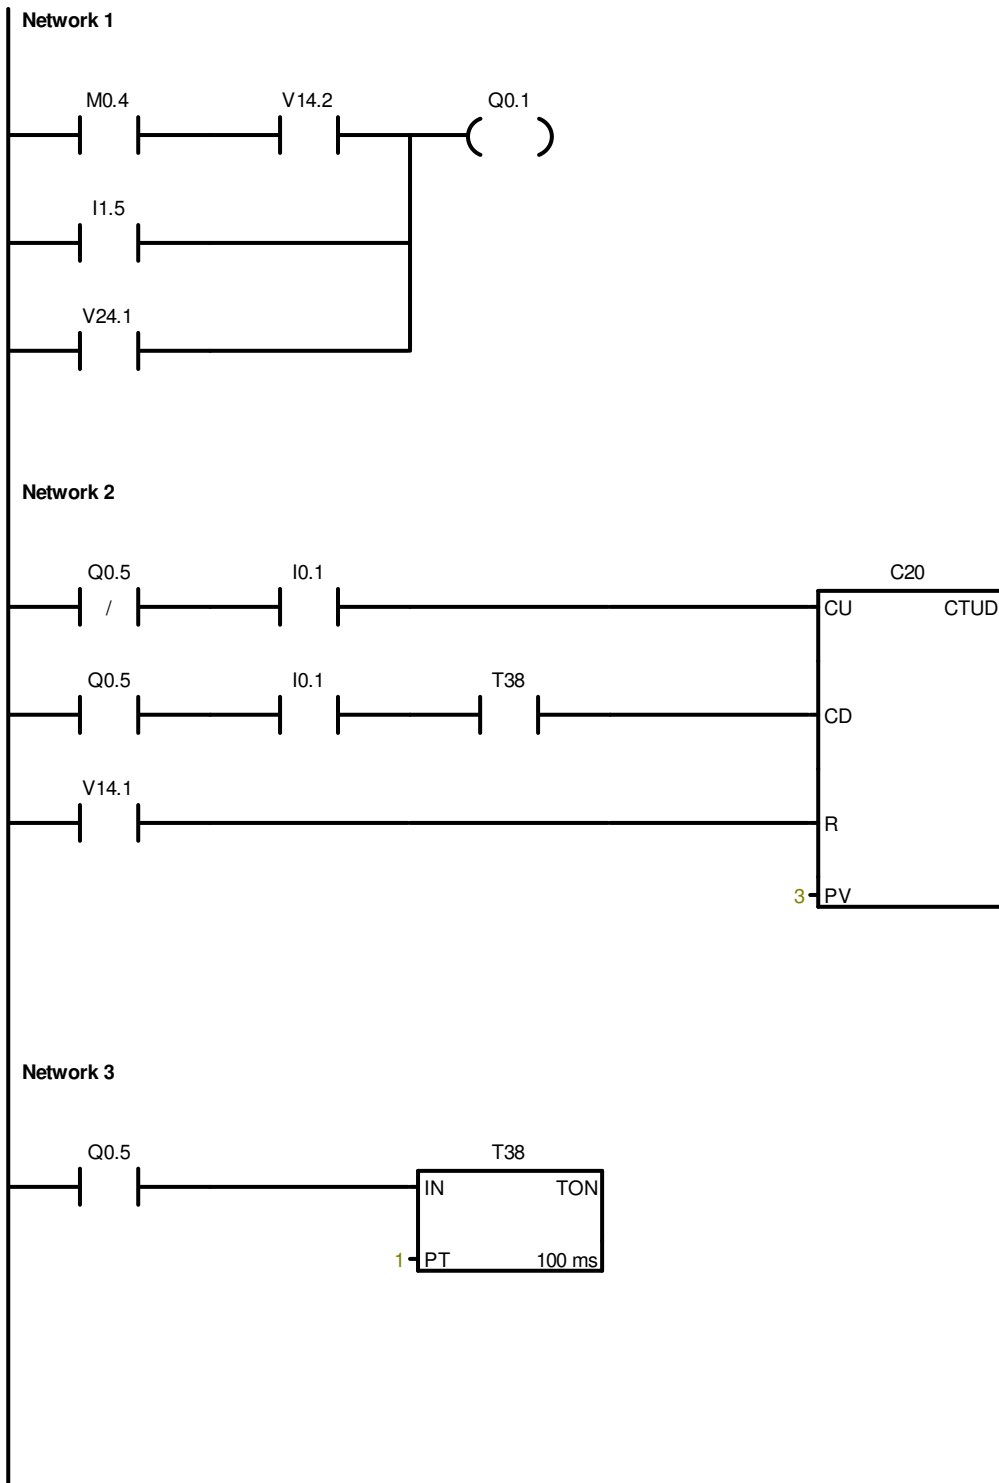 Network 1
M0.4 V14.2 Q0.1
I1.5
V24.1
Network 2
Q0.5 I0.1 C20
/ CU CTUD
Q0.5 I0.1 T38
CD
V14.1
R
3 PV
Network 3
Q0.5 T38
IN TON
1 PT 100 ms